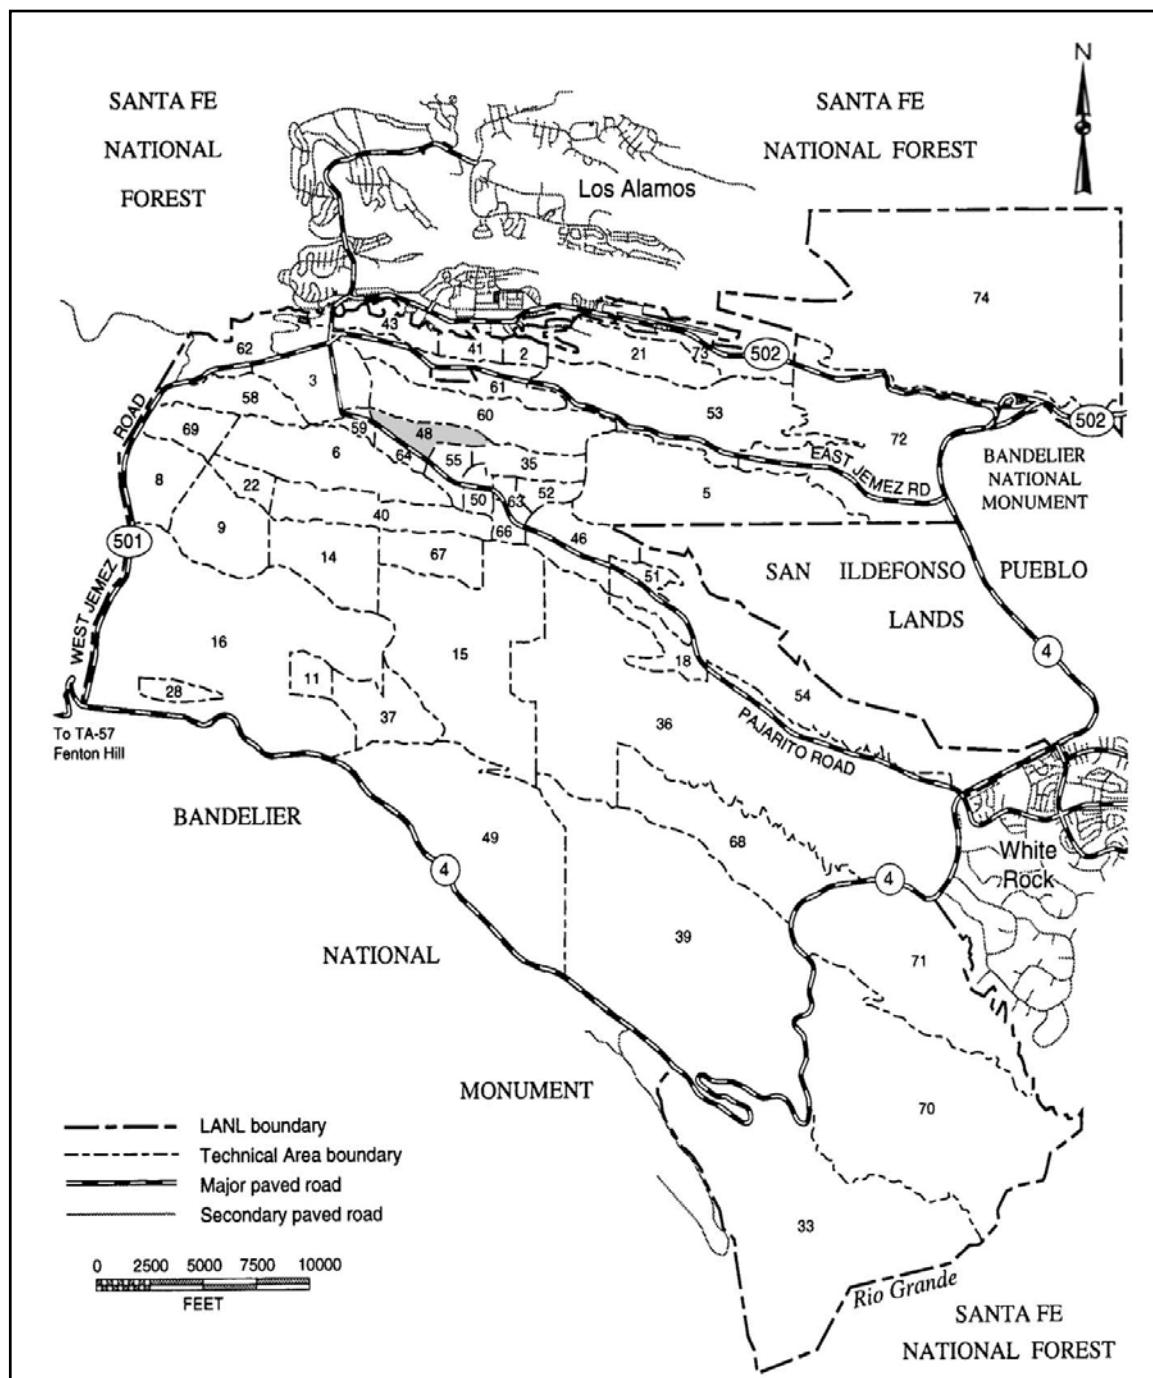 N
SANTA FE
NATIONAL
FOREST
SANTA FE
NATIONAL FOREST
Los Alamos
74
43
62
41
2
21
73
502
3
61
58
60
53
502
59
48
72
69
6
64
55
35
EAST JEMEZ RD
BANDELIER
NATIONAL
MONUMENT
ROAD
8
22
50
63
52
5
40
9
66
46
501
14
67
51
SAN ILDEFONSO PUEBLO
LANDS
WEST JEMEZ
16
15
18
4
11
28
54
37
36
PAJARITO ROAD
To TA-57
Fenton Hill
BANDELIER
49
68
White
Rock
4
4
NATIONAL
39
71
MONUMENT
70
LANL boundary
Technical Area boundary
Major paved road
Secondary paved road
33
0 2500 5000 7500 10000
FEET
Rio Grande
SANTA FE
NATIONAL FOREST